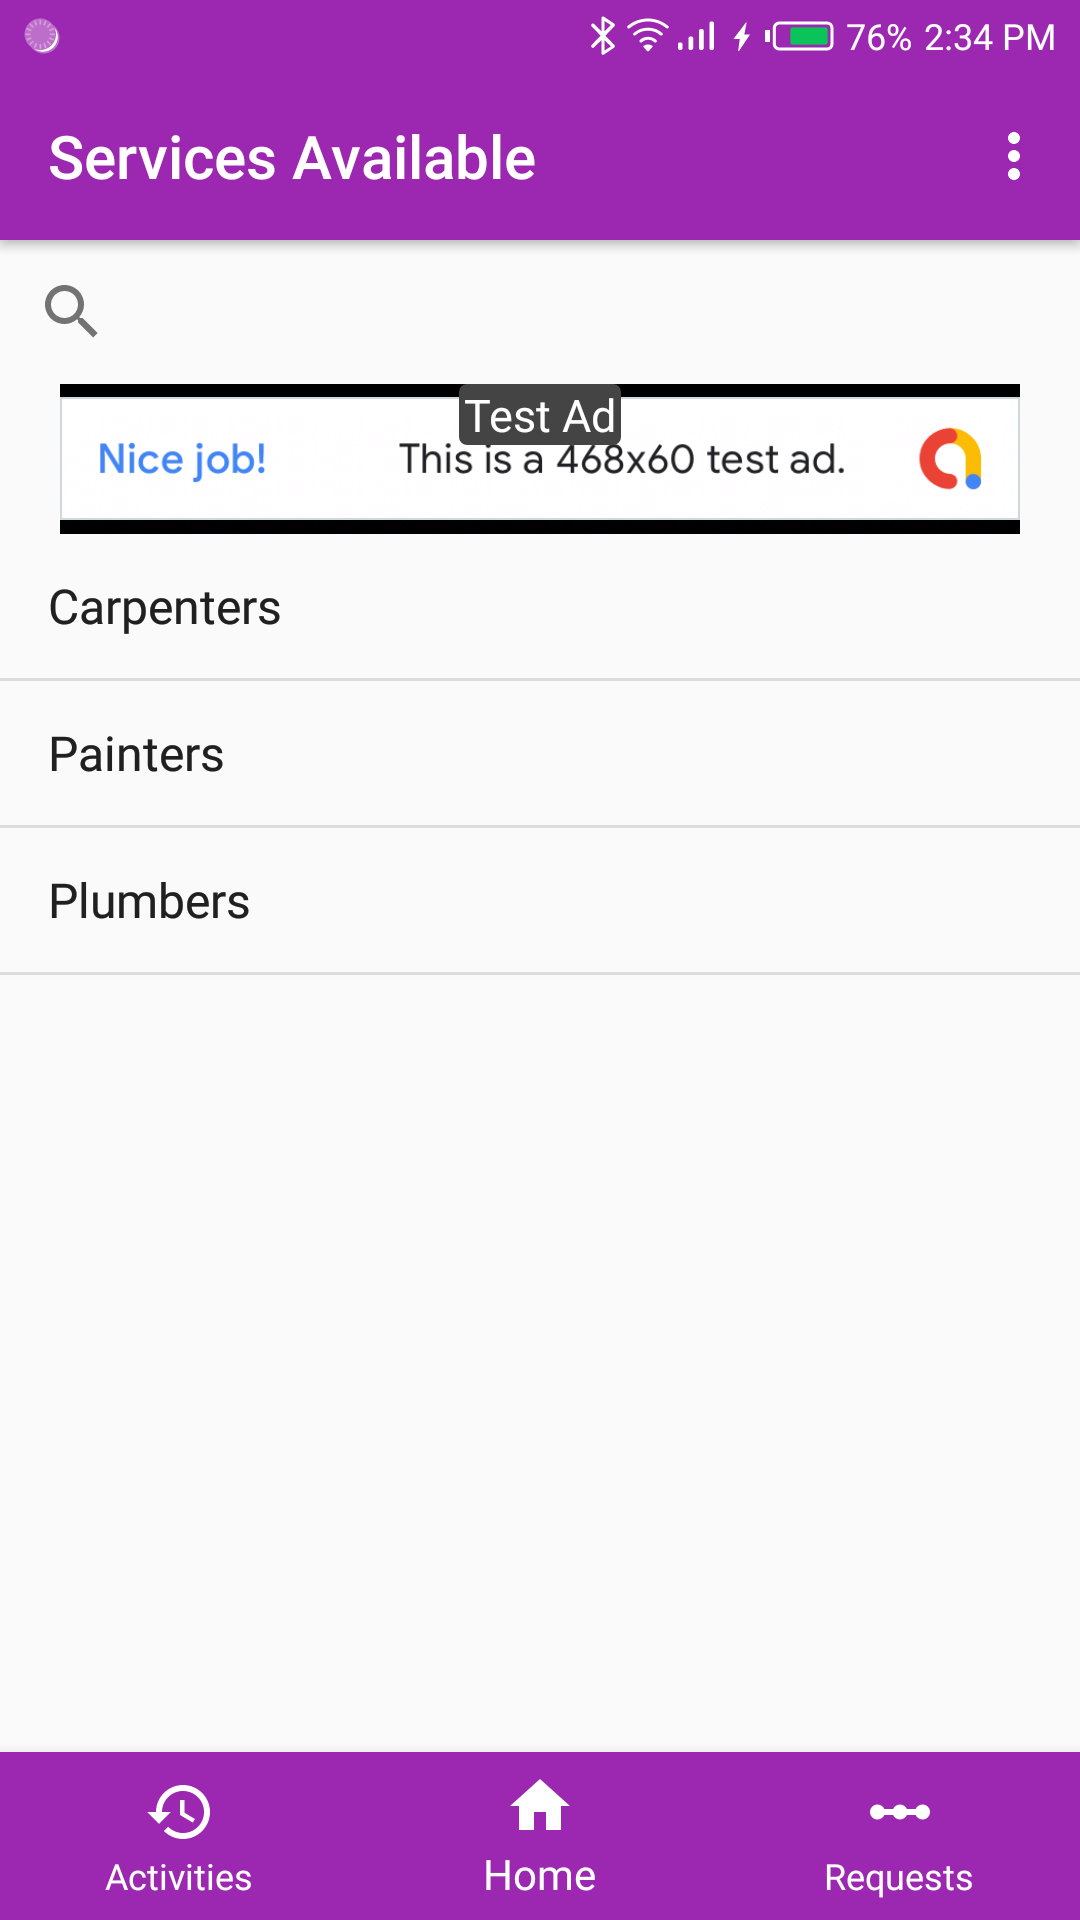 76% 2:34 PM
Services Available
Test Ad
Nice job! This is a 468x60 test ad.
Carpenters
Painters
Plumbers
Activities Home Requests